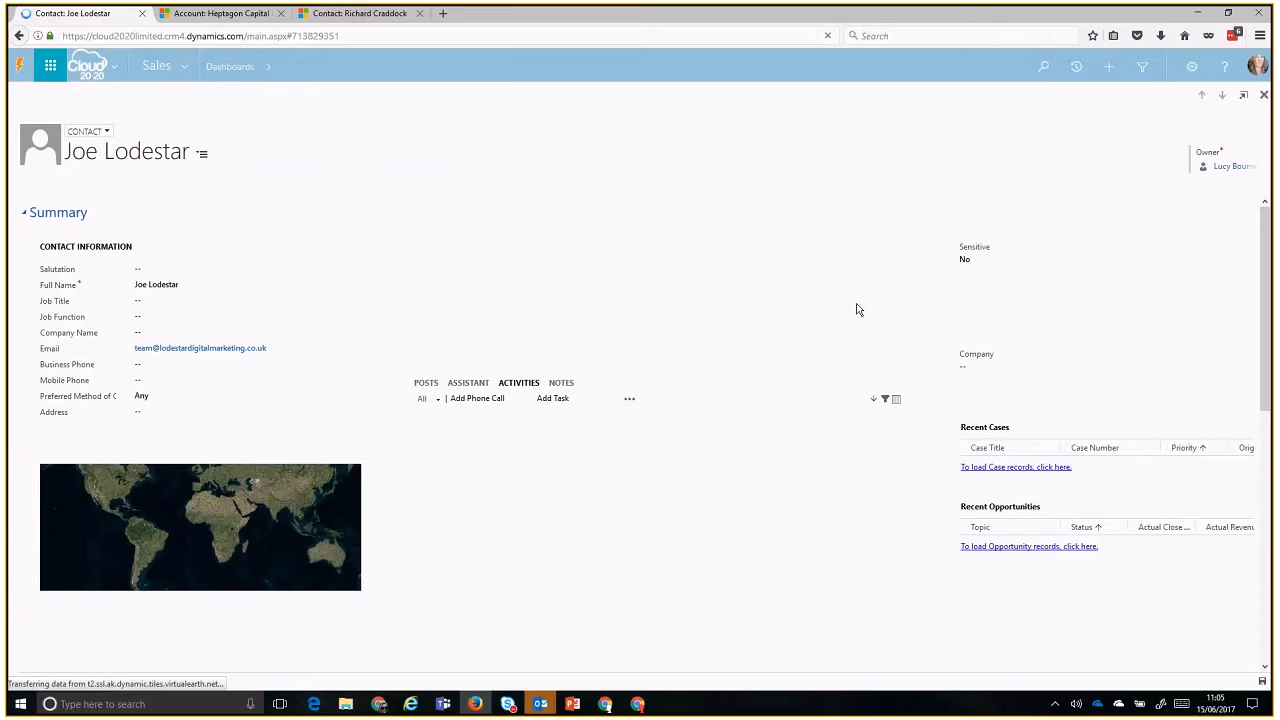 Contact: Joe Lodestar
Account: Heptagon Capital
Contact: Richard Craddock
https://cloud2020limited.crm4.dynamics.com/main.aspx#713829351
Search
6
Cloud
20:20
Sales
Dashboards
CONTACT
Joe Lodestar
Owner*
Lucy Bourne
Summary
CONTACT INFORMATION
Salutation --
Full Name* Joe Lodestar
Job Title --
Job Function --
Company Name --
Email team@lodestardigitalmarketing.co.uk
Business Phone --
Mobile Phone --
Preferred Method of C Any
Address --
POSTS ASSISTANT ACTIVITIES NOTES
All | Add Phone Call Add Task ...
Sensitive
No
Company
--
Recent Cases
Case Title Case Number Priority ↑ Orig
To load Case records, click here.
Recent Opportunities
Topic Status ↑ Actual Close ... Actual Revenu
To load Opportunity records, click here.
Transferring data from t2.ssl.ak.dynamic.tiles.virtualearth.net...
Type here to search
11:05
15/06/2017